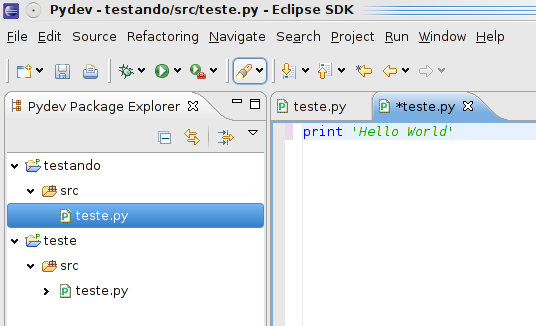 Pydev - testando/src/teste.py - Eclipse SDK
File Edit Source Refactoring Navigate Search Project Run Window Help
Pydev Package Explorer
teste.py *teste.py
print 'Hello World'
testando
src
teste.py
teste
src
teste.py